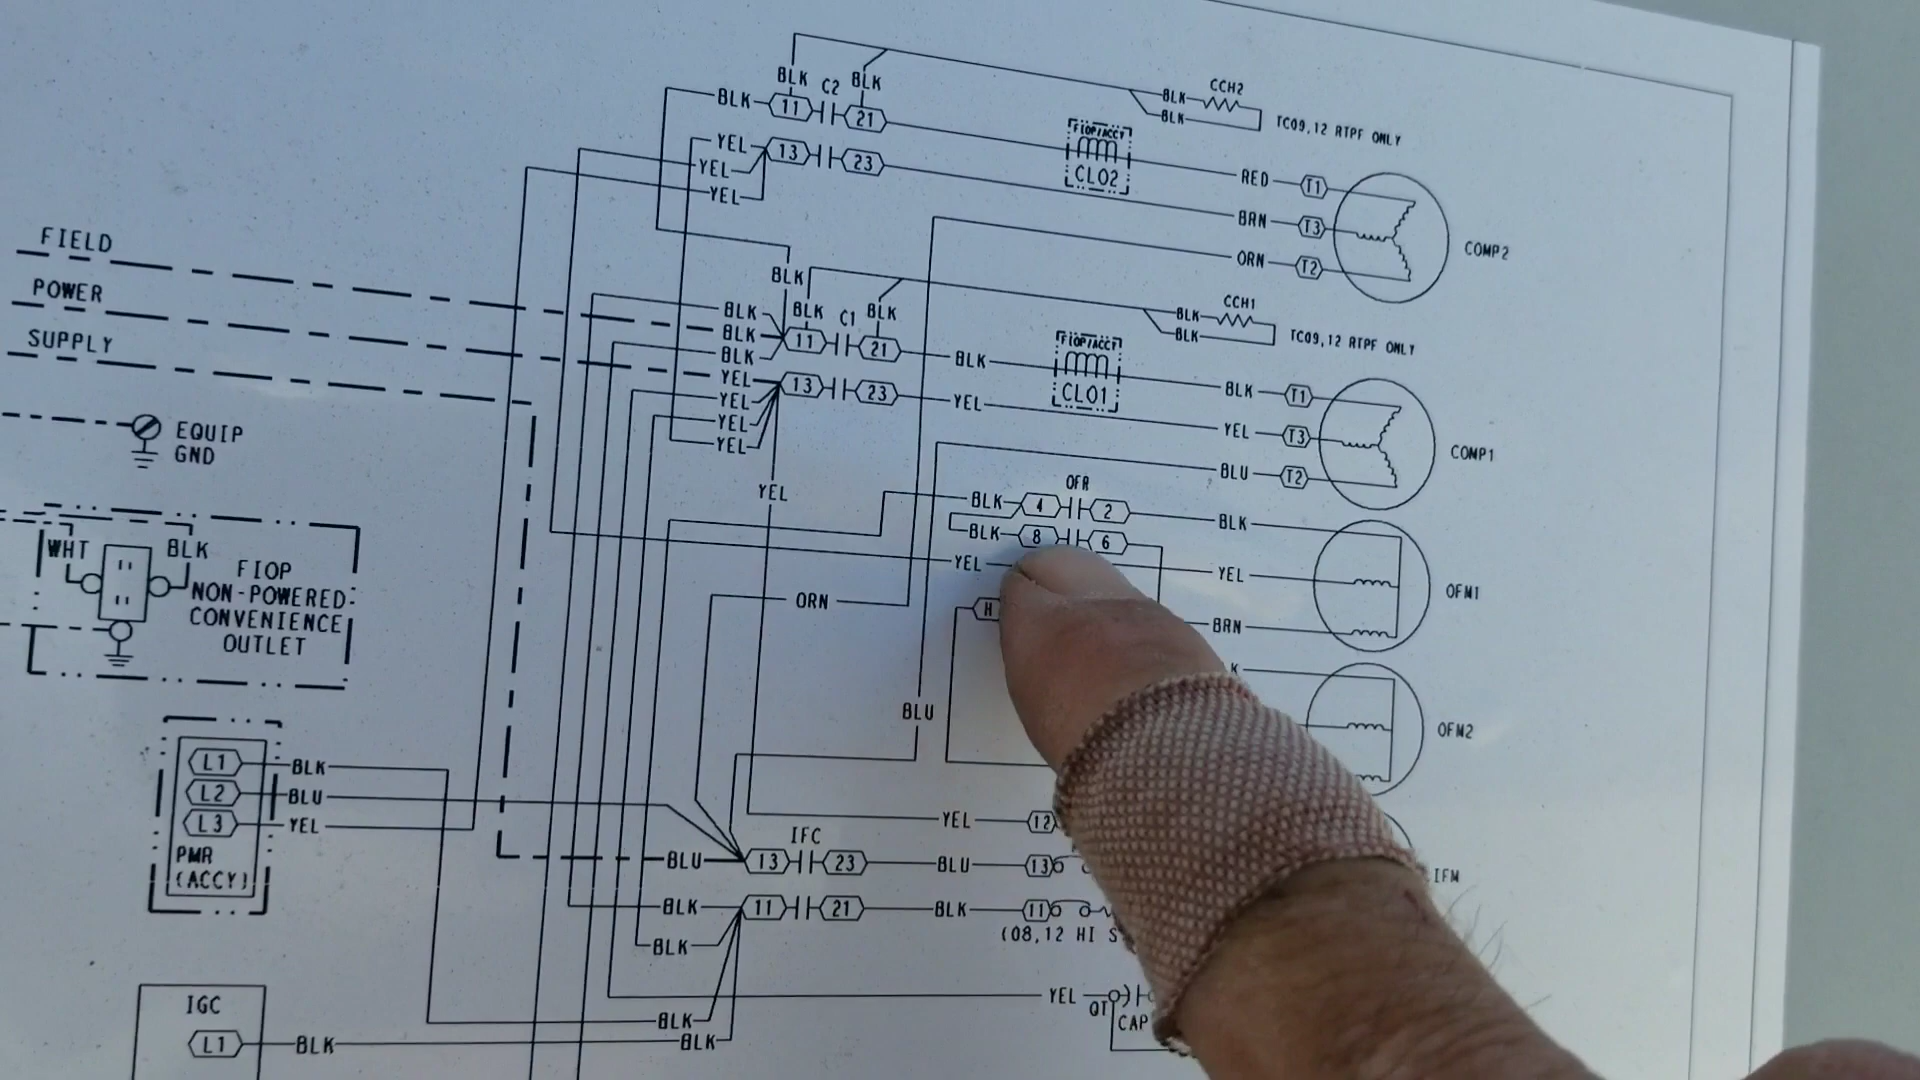 BLK C2 BLK
BLK 11 21
BLK CCH2
BLK
TC09,12 RTPF ONLY
YEL 13 23
YEL
YEL
FIOP/ACCY
CLO2
RED T1
BRN T3
ORN T2
COMP2
FIELD
POWER
SUPPLY
BLK
BLK C1 BLK
BLK
BLK 11 21 BLK
BLK
BLK CCH1
BLK
TC09,12 RTPF ONLY
YEL 13 23 YEL
YEL
YEL
YEL
FIOP/ACCY
CLO1
BLK T1
YEL T3
BLU T2
COMP1
EQUIP
GND
YEL
OFR
BLK 4 2 BLK
BLK 8 6
YEL YEL
OFM1
H
BRN
WHT BLK
FIOP
NON-POWERED
CONVENIENCE
OUTLET
ORN
K
BLU
OFM2
L1 BLK
L2 BLU
L3 YEL
PMR
(ACCY)
YEL 12
IFC
BLU 13 23 BLU 13
IFM
BLK 11 21 BLK 11
(08,12 HI S
BLK
YEL
CAP
BLK
BLK
IGC
L1 BLK